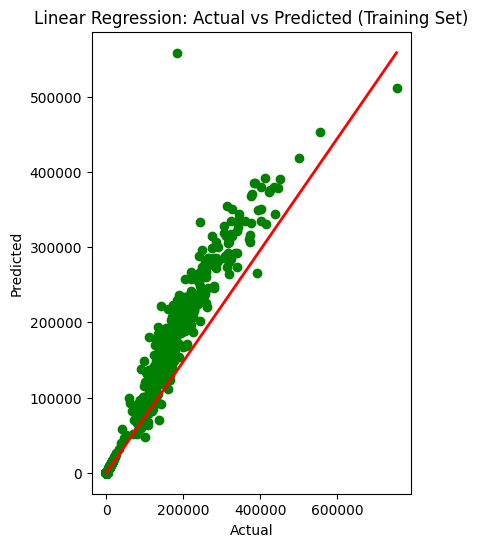 Linear Regression: Actual vs Predicted (Training Set)
500000
400000
300000
200000
100000
0
Predicted
0 200000 400000 600000
Actual